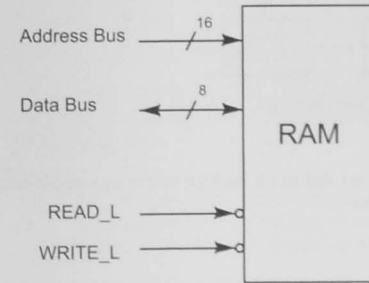 16
Address Bus
8
Data Bus
RAM
READ_L
WRITE_L